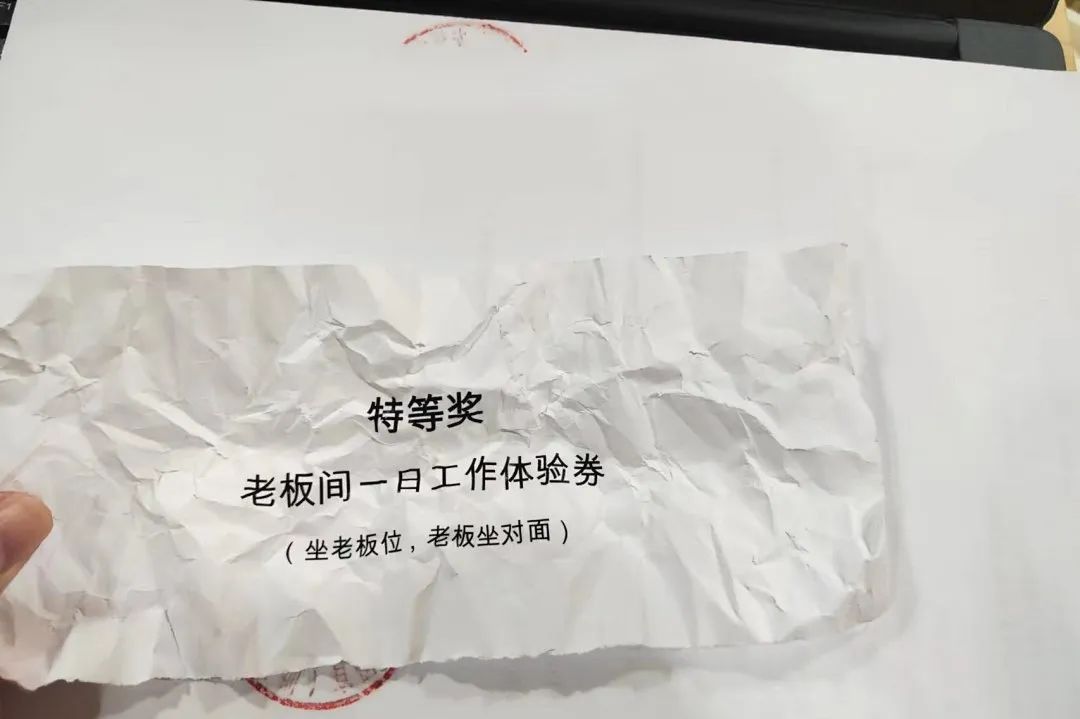 特等奖
老板间一日工作体验券
（坐老板位，老板坐对面）